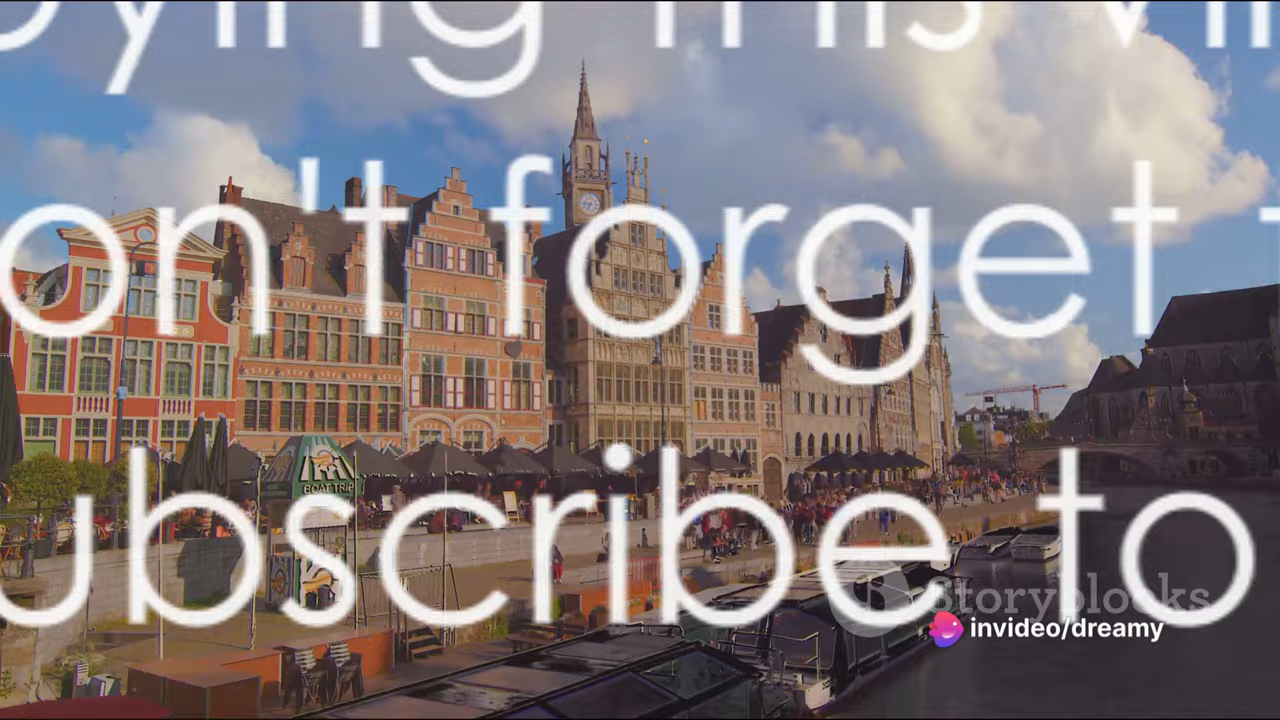 ying this vi
on't forget t
ubscribe to
BOAT TRIP
Storyblocks
invideo/dreamy